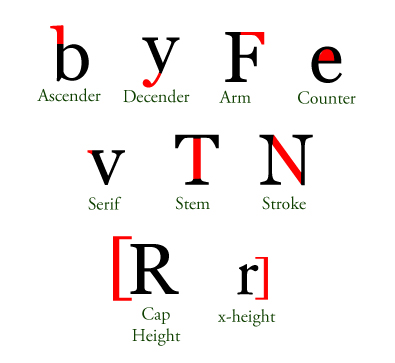 b y F e
Ascender Decender Arm Counter
v T N
Serif Stem Stroke
[R r]
Cap Height x-height